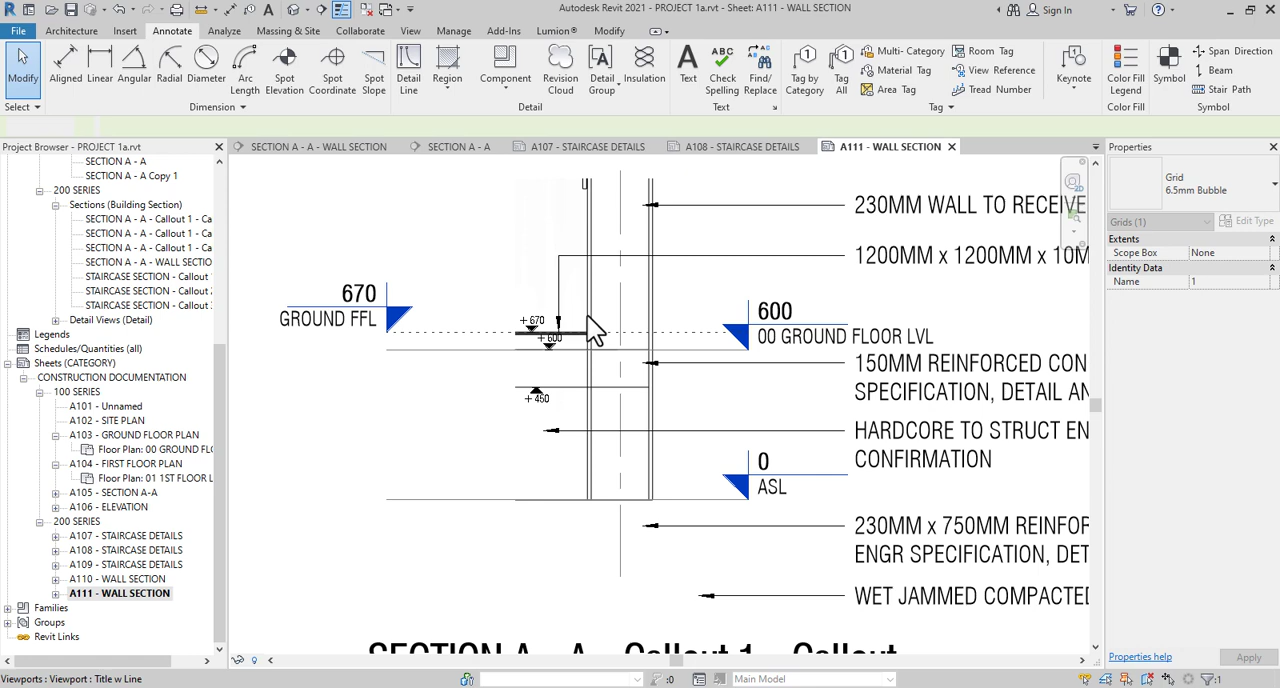 Autodesk Revit 2021 - PROJECT 1a.rvt - Sheet: A111 - WALL SECTION
Sign In
File
Architecture
Insert
Annotate
Analyze
Massing & Site
Collaborate
View
Manage
Add-Ins
Lumion®
Modify
Modify
Aligned
Linear
Angular
Radial
Diameter
Arc
Length
Spot
Elevation
Spot
Coordinate
Spot
Slope
Detail
Line
Region
Component
Revision
Cloud
Detail
Group
Insulation
Text
Check
Spelling
Find/
Replace
Tag by
Category
Tag
All
Multi-Category
Material Tag
Area Tag
Room Tag
View Reference
Tread Number
Keynote
Color Fill
Legend
Symbol
Span Direction
Beam
Stair Path
Select
Dimension
Detail
Text
Tag
Color Fill
Symbol
Project Browser - PROJECT 1a.rvt
SECTION A - A
SECTION A - A Copy 1
200 SERIES
Sections (Building Section)
SECTION A - A - Callout 1 - Ca
SECTION A - A - Callout 1 - Ca
SECTION A - A - Callout 1 - Ca
SECTION A - A - WALL SECTIO
STAIRCASE SECTION - Callout
STAIRCASE SECTION - Callout
STAIRCASE SECTION - Callout
Detail Views (Detail)
Legends
Schedules/Quantities (all)
Sheets (CATEGORY)
CONSTRUCTION DOCUMENTATION
100 SERIES
A101 - Unnamed
A102 - SITE PLAN
A103 - GROUND FLOOR PLAN
Floor Plan: 00 GROUND FL
A104 - FIRST FLOOR PLAN
Floor Plan: 01 1ST FLOOR L
A105 - SECTION A-A
A106 - ELEVATION
200 SERIES
A107 - STAIRCASE DETAILS
A108 - STAIRCASE DETAILS
A109 - STAIRCASE DETAILS
A110 - WALL SECTION
A111 - WALL SECTION
Families
Groups
Revit Links
SECTION A - A - WALL SECTION
SECTION A - A
A107 - STAIRCASE DETAILS
A108 - STAIRCASE DETAILS
A111 - WALL SECTION
2D
230MM WALL TO RECEIVE
1200MM x 1200MM x 10M
670
GROUND FFL
+ 670
+ 600
+ 450
600
00 GROUND FLOOR LVL
150MM REINFORCED CON
SPECIFICATION, DETAIL AN
HARDCORE TO STRUCT EN
CONFIRMATION
0
ASL
230MM x 750MM REINFOR
ENGR SPECIFICATION, DET
WET JAMMED COMPACTED
SECTION A - A - Callout 1 - Callout
Properties
Grid
6.5mm Bubble
Grids (1)
Edit Type
Extents
Scope Box
None
Identity Data
Name
1
Properties help
Apply
Viewports : Viewport : Title w Line
:0
Main Model
:1